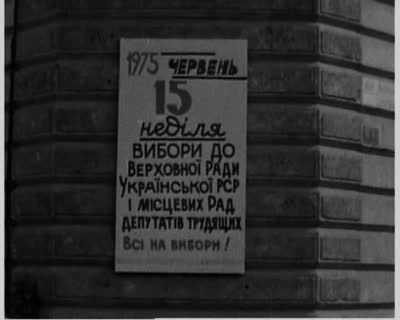 1975 ЧЕРВЕНЬ
15
неділя
ВИБОРИ ДО
ВЕРХОВНОЇ РАДИ
УКРАЇНСЬКОЇ РСР
І МІСЦЕВИХ РАД
ДЕПУТАТІВ ТРУДЯЩИХ
ВСІ НА ВИБОРИ!